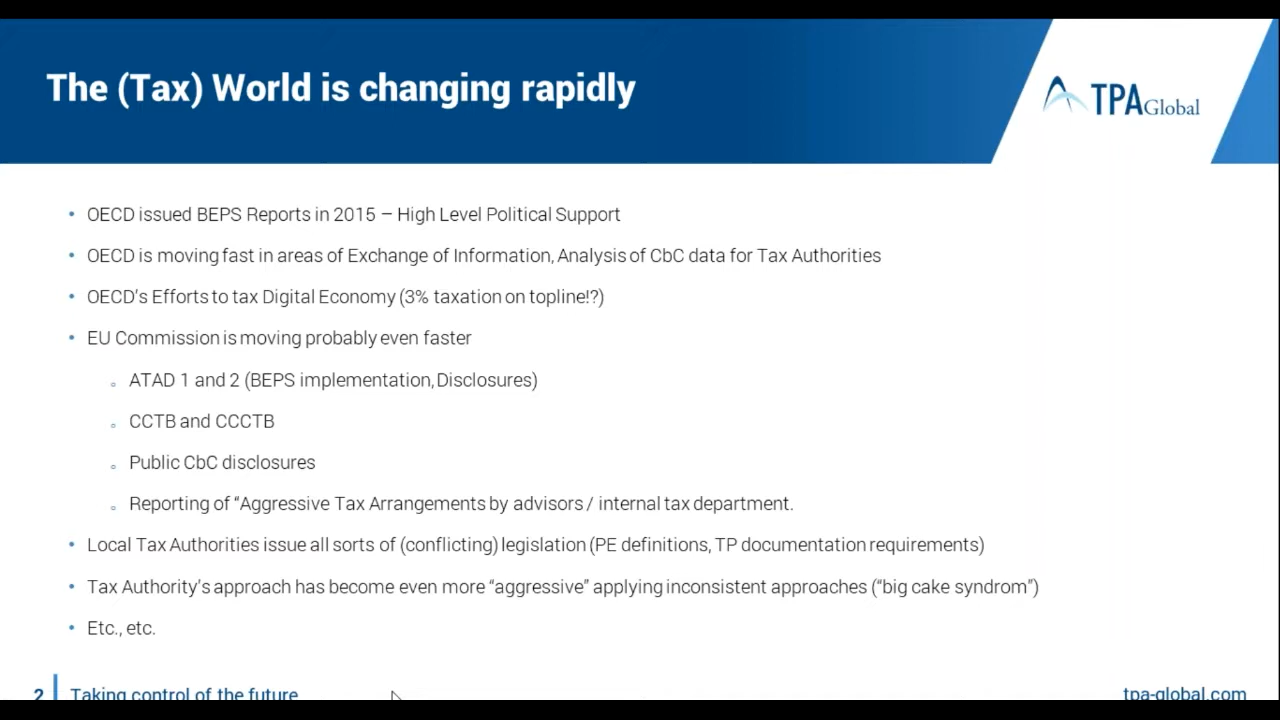 The (Tax) World is changing rapidly
TPA Global
• OECD issued BEPS Reports in 2015 – High Level Political Support
• OECD is moving fast in areas of Exchange of Information, Analysis of CbC data for Tax Authorities
• OECD's Efforts to tax Digital Economy (3% taxation on topline!?)
• EU Commission is moving probably even faster
o ATAD 1 and 2 (BEPS implementation, Disclosures)
o CCTB and CCCTB
o Public CbC disclosures
o Reporting of “Aggressive Tax Arrangements by advisors / internal tax department.
• Local Tax Authorities issue all sorts of (conflicting) legislation (PE definitions, TP documentation requirements)
• Tax Authority's approach has become even more “aggressive” applying inconsistent approaches (“big cake syndrom”)
• Etc., etc.
2 Taking control of the future
tpa-global.com